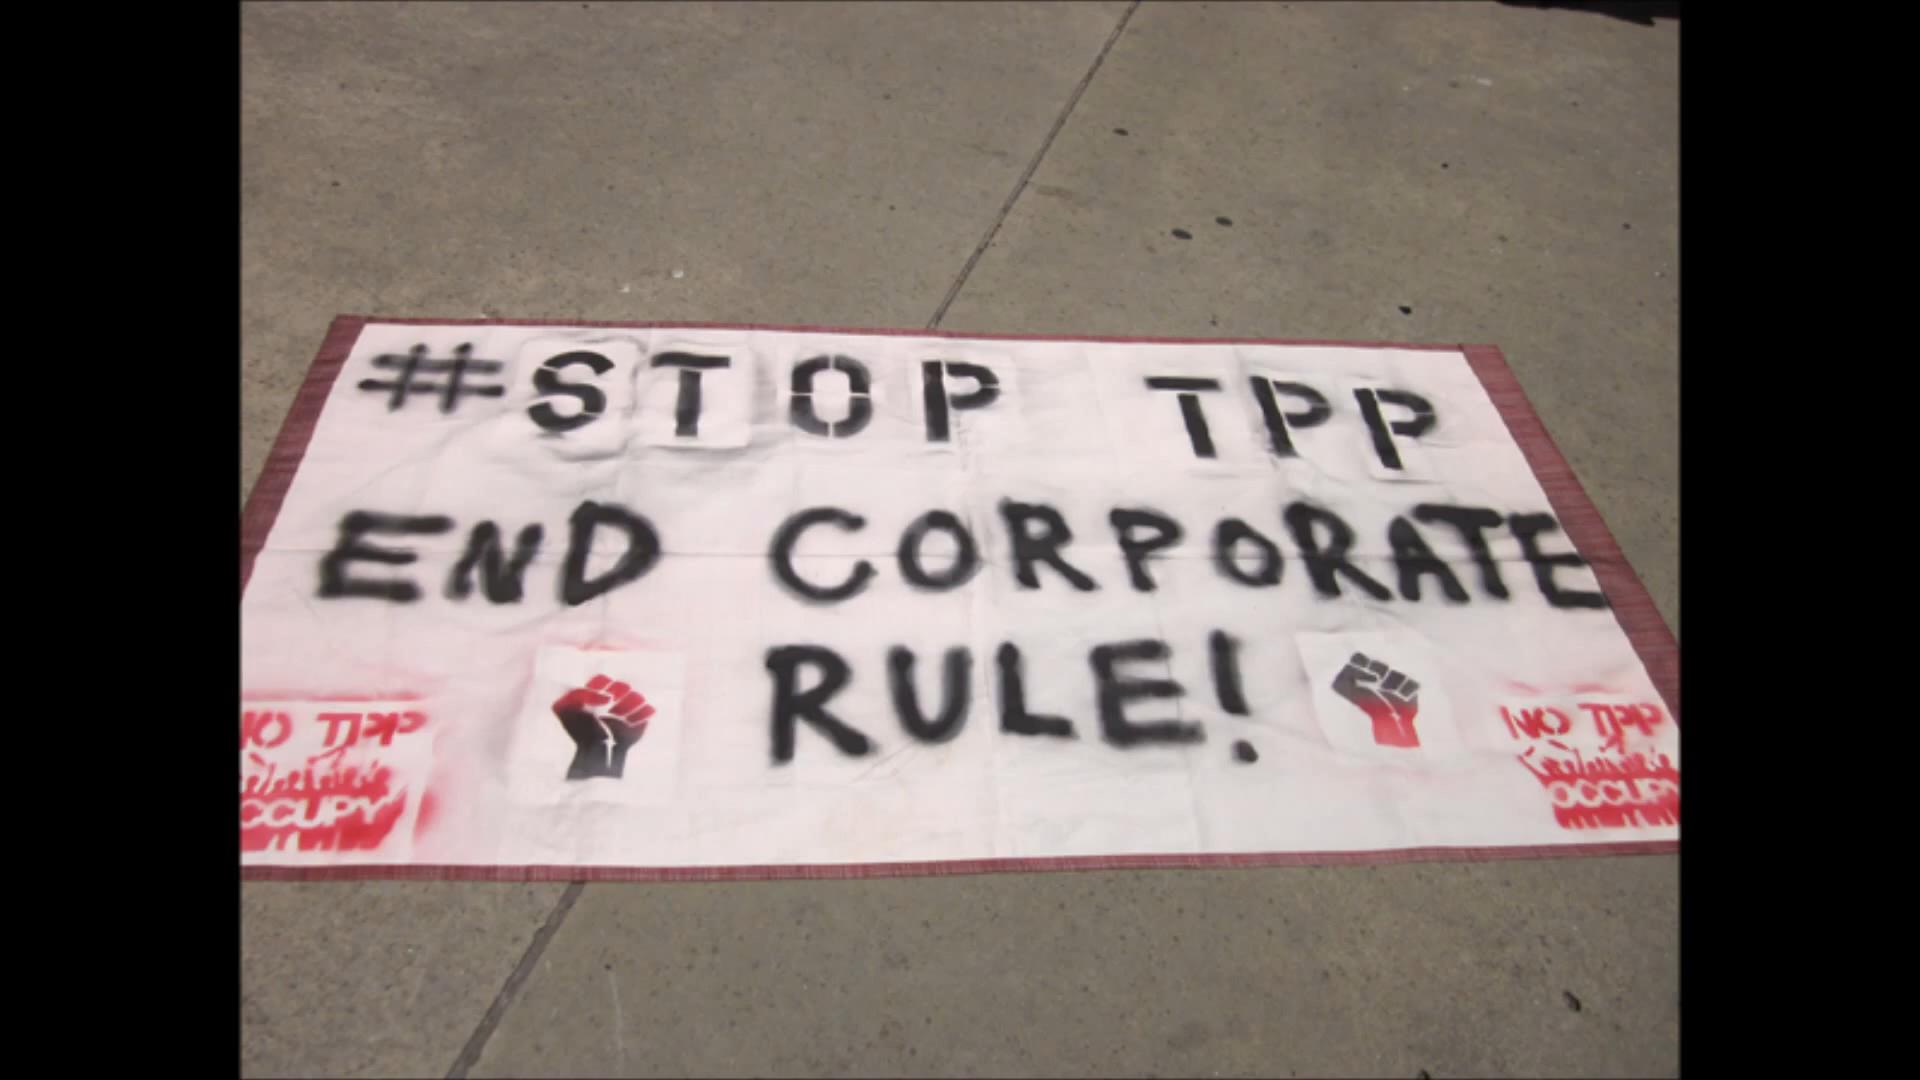 #STOP TPP
END CORPORATE
RULE!
NO TPP
OCCUPY
NO TPP
OCCUPY